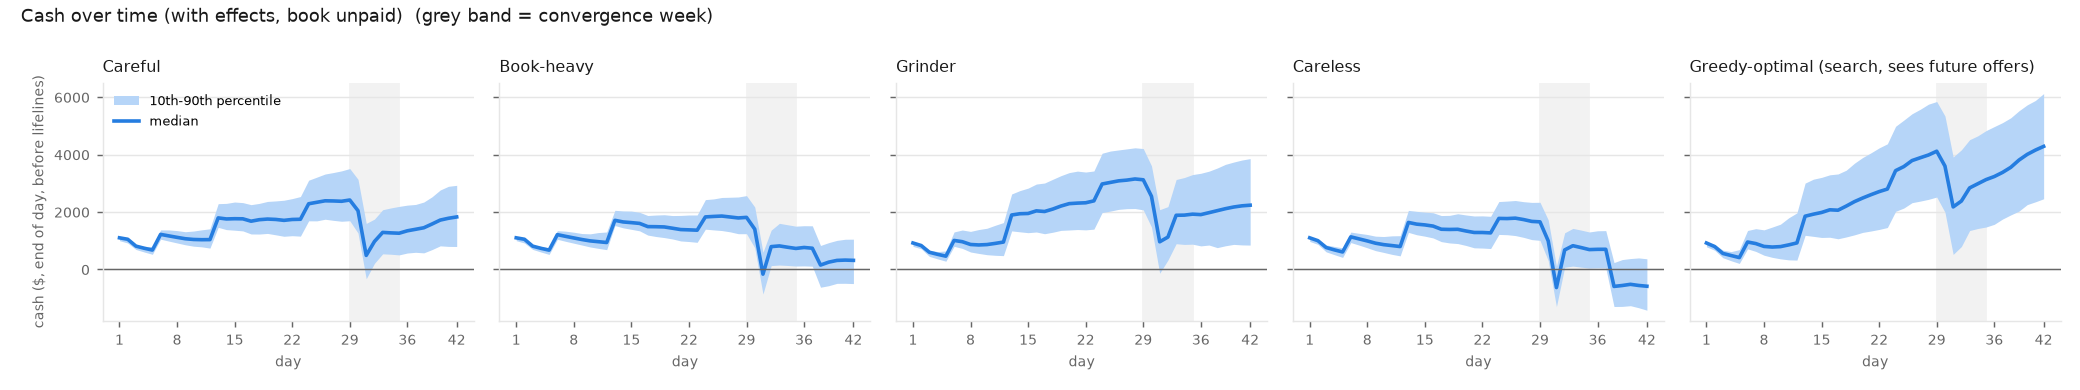 Cash over time (with effects, book unpaid)  (grey band = convergence week)
Careful
Book-heavy
Grinder
Careless
Greedy-optimal (search, sees future offers)
cash ($, end of day, before lifelines)
6000
4000
2000
0
10th-90th percentile
median
1 8 15 22 29 36 42
1 8 15 22 29 36 42
1 8 15 22 29 36 42
1 8 15 22 29 36 42
1 8 15 22 29 36 42
day
day
day
day
day